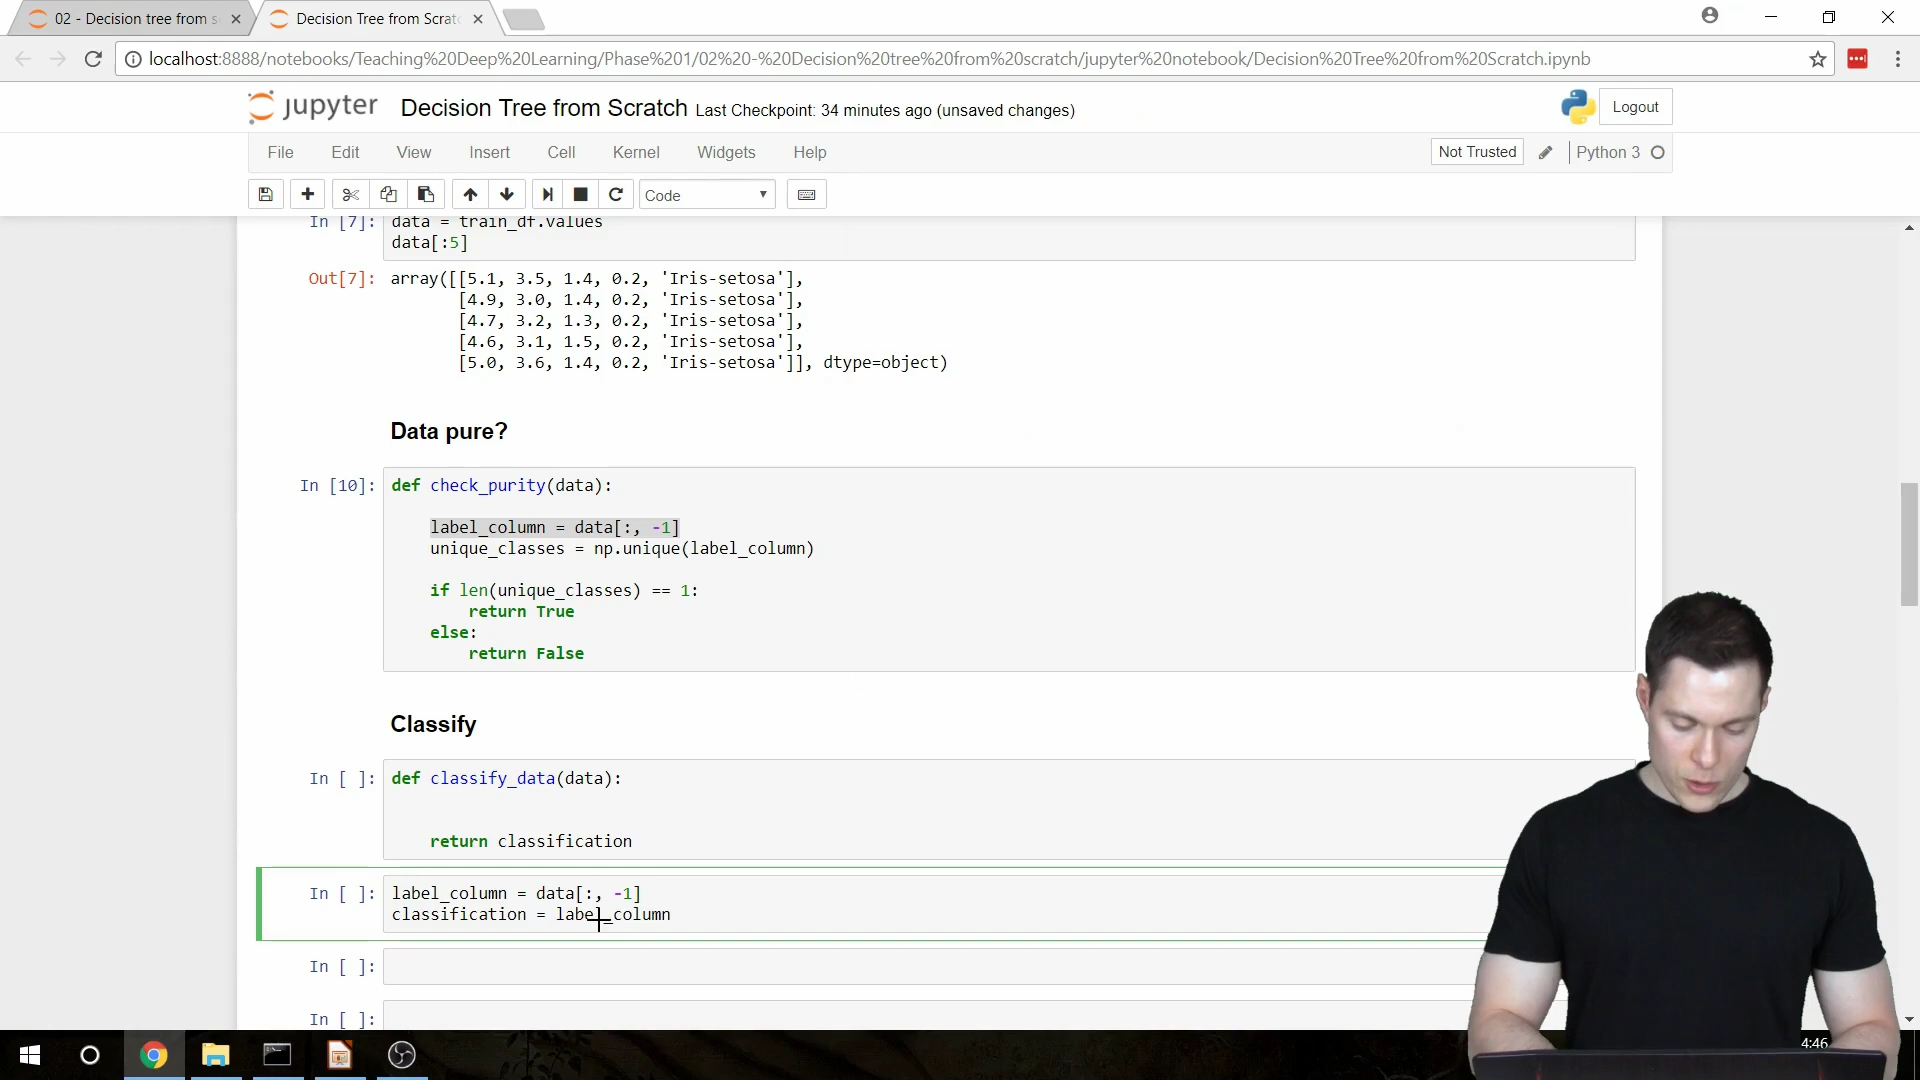 02 - Decision tree from s
Decision Tree from Scrat
localhost:8888/notebooks/Teaching%20Deep%20Learning/Phase%201/02%20-%20Decision%20tree%20from%20scratch/jupyter%20notebook/Decision%20Tree%20from%20Scratch.ipynb
jupyter Decision Tree from Scratch Last Checkpoint: 34 minutes ago (unsaved changes)
Logout
File Edit View Insert Cell Kernel Widgets Help
Not Trusted Python 3
Code
In [7]: data = train_df.values
data[:5]
Out[7]: array([[5.1, 3.5, 1.4, 0.2, 'Iris-setosa'],
[4.9, 3.0, 1.4, 0.2, 'Iris-setosa'],
[4.7, 3.2, 1.3, 0.2, 'Iris-setosa'],
[4.6, 3.1, 1.5, 0.2, 'Iris-setosa'],
[5.0, 3.6, 1.4, 0.2, 'Iris-setosa']], dtype=object)
Data pure?
In [10]: def check_purity(data):
label_column = data[:, -1]
unique_classes = np.unique(label_column)
if len(unique_classes) == 1:
return True
else:
return False
Classify
In [ ]: def classify_data(data):
return classification
In [ ]: label_column = data[:, -1]
classification = label_column
In [ ]:
In [ ]:
4:46